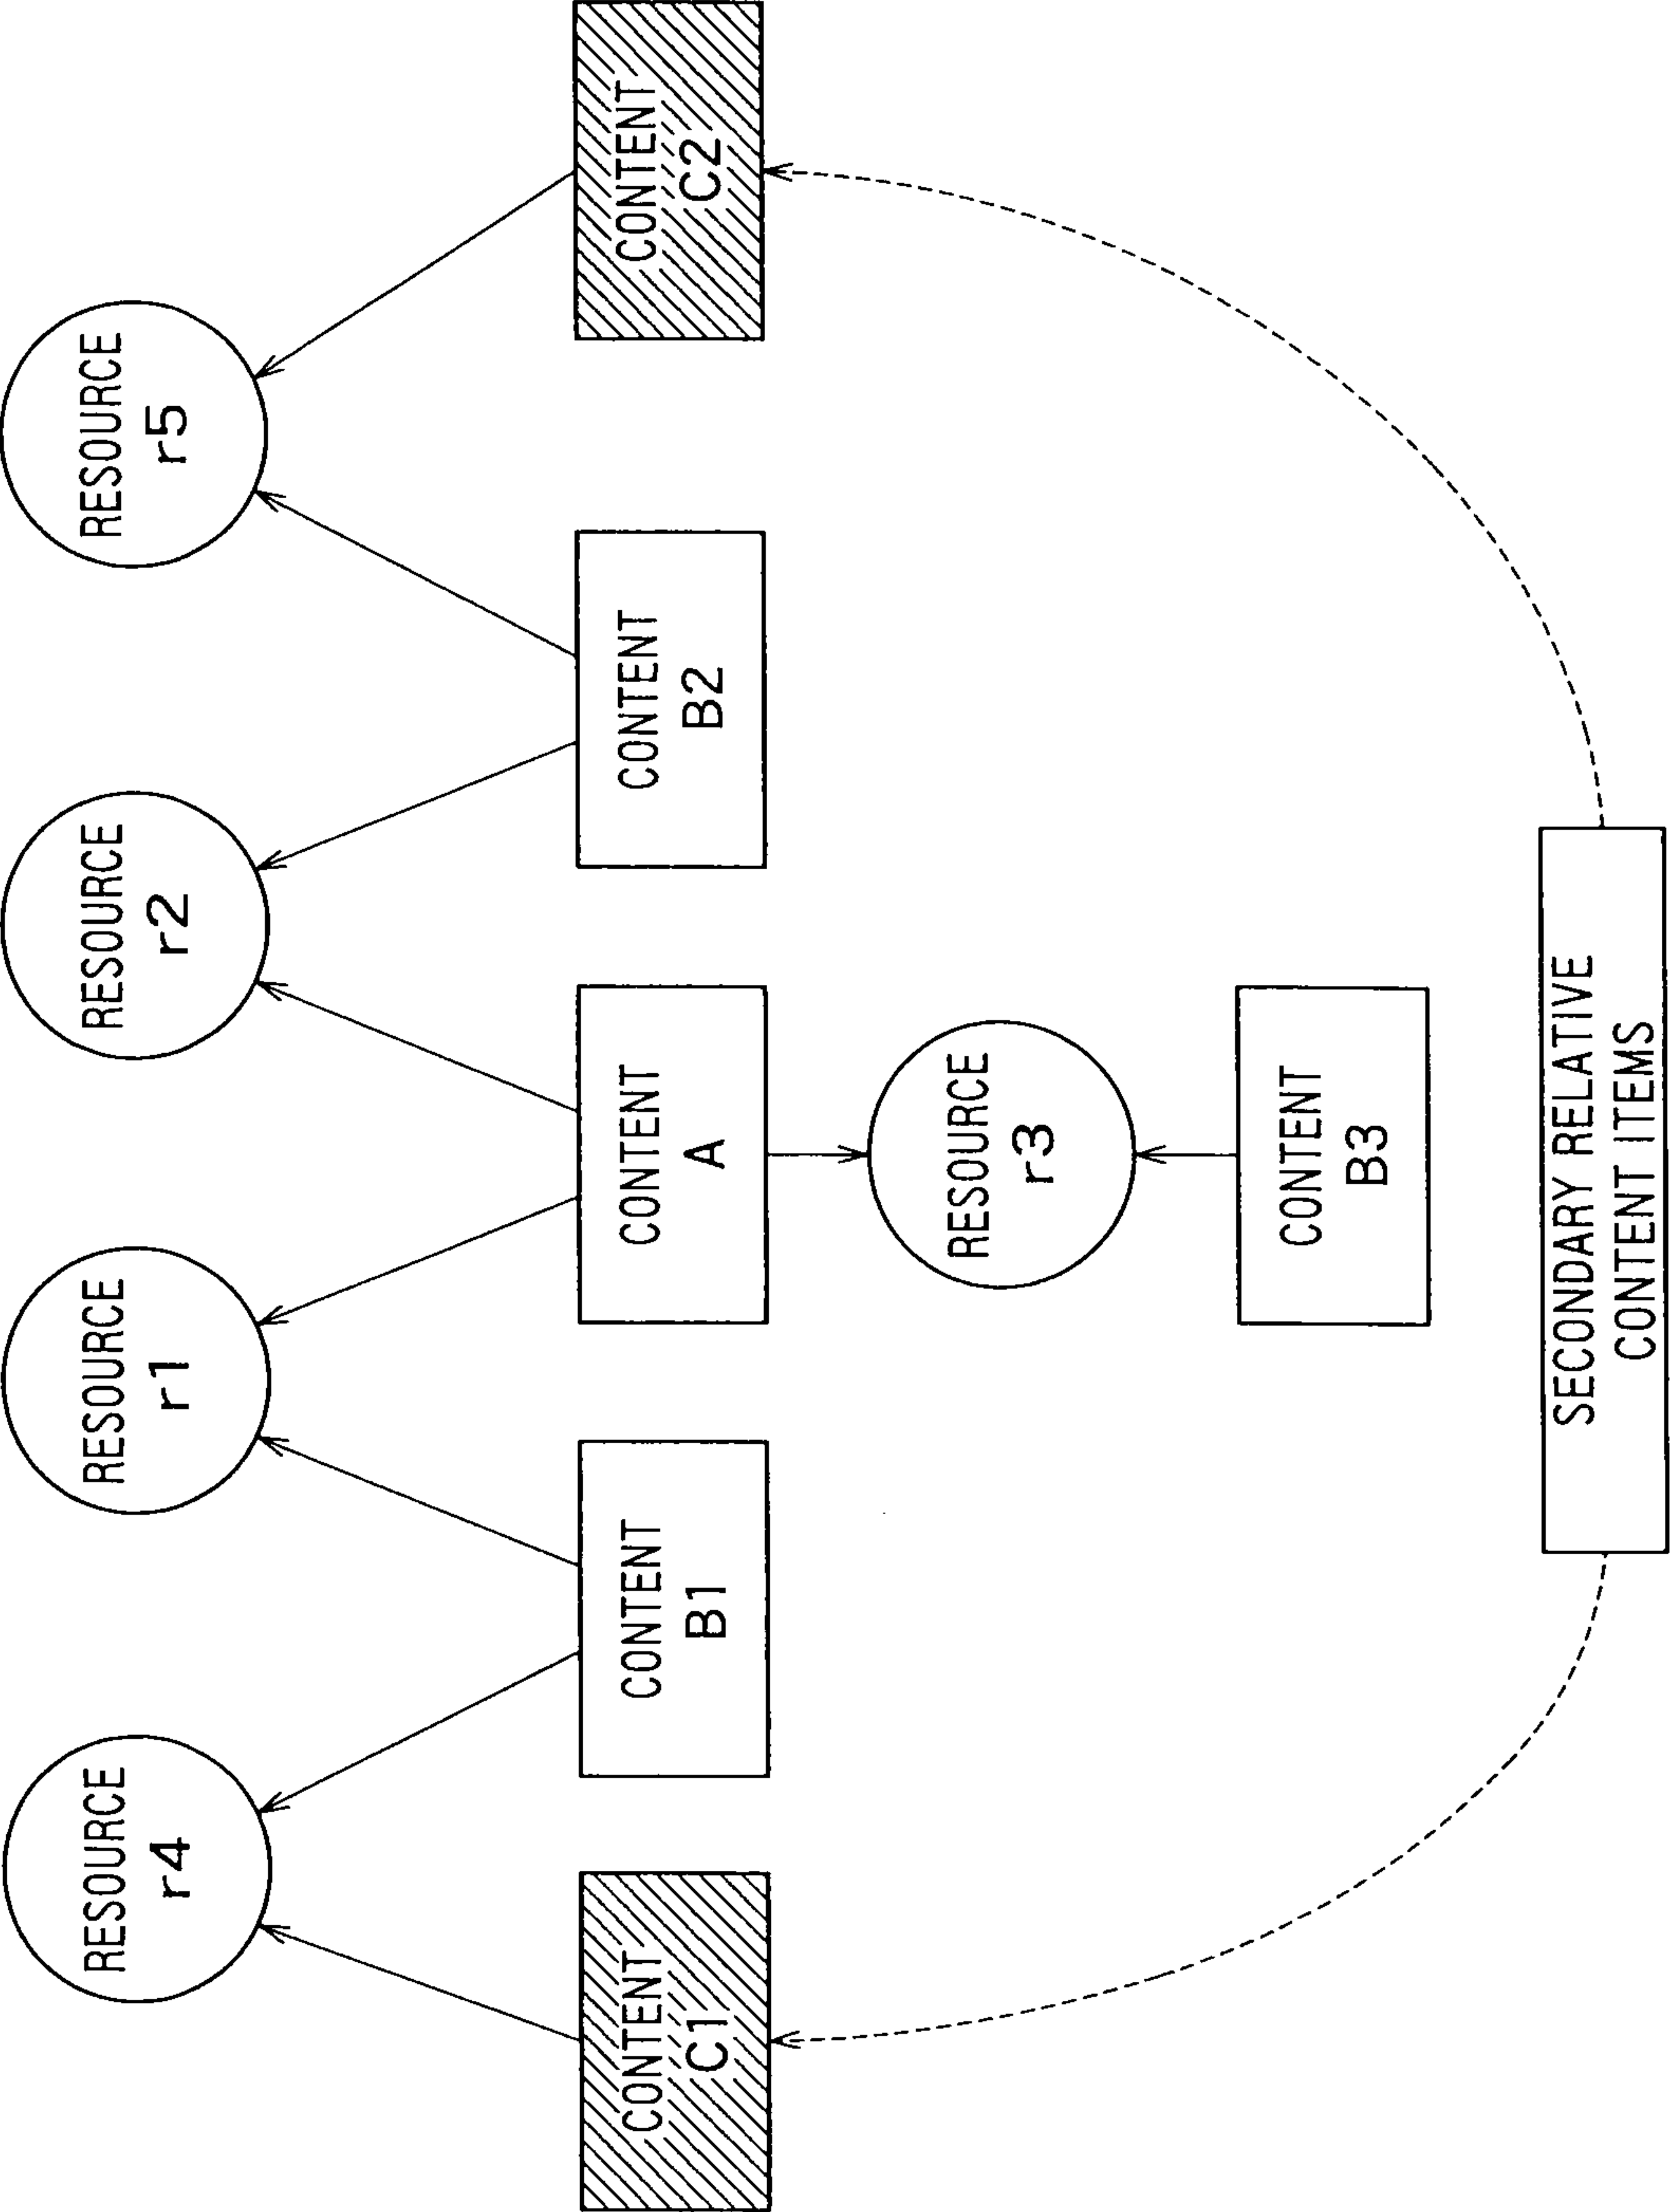 RESOURCE
r4
RESOURCE
r1
RESOURCE
r2
RESOURCE
r5
CONTENT
C1
CONTENT
B1
CONTENT
A
CONTENT
B2
CONTENT
C2
RESOURCE
r3
CONTENT
B3
SECONDARY RELATIVE
CONTENT ITEMS